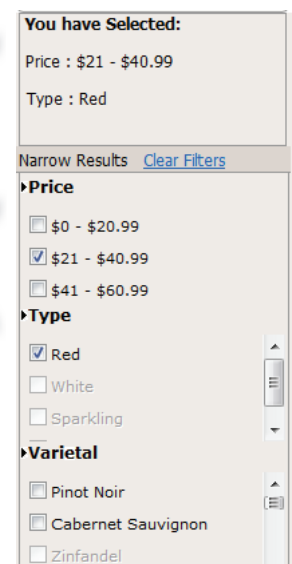 You have Selected:
Price : $21 - $40.99
Type : Red
Narrow Results Clear Filters
Price
$0 - $20.99
$21 - $40.99
$41 - $60.99
Type
Red
White
Sparkling
Varietal
Pinot Noir
Cabernet Sauvignon
Zinfandel